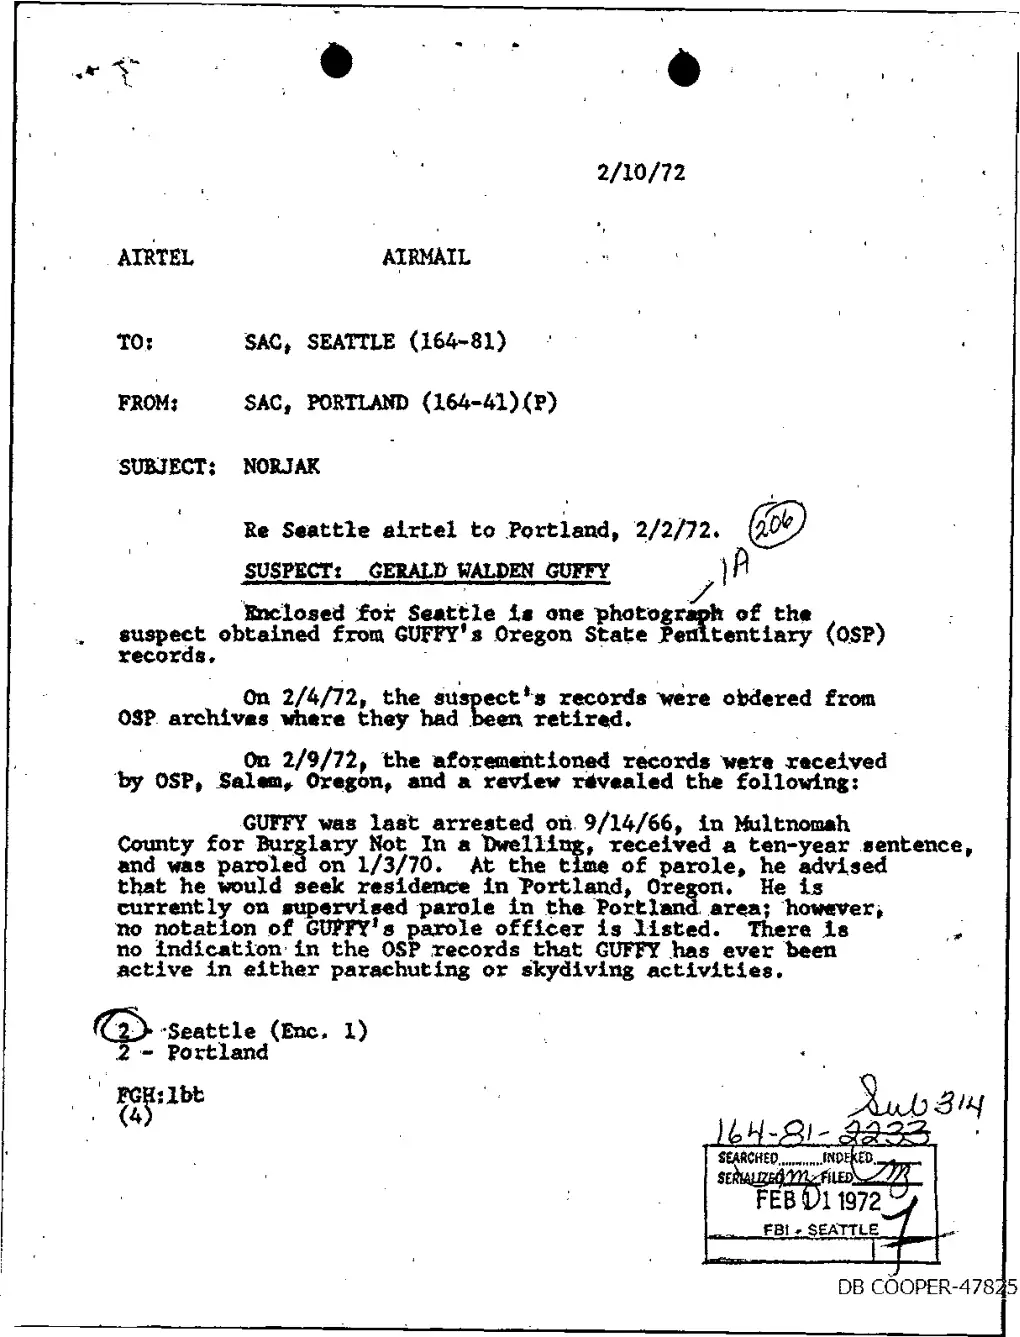 2/10/72
AIRTEL AIRMAIL
TO: SAC, SEATTLE (164-81)
FROM: SAC, PORTLAND (164-41)(P)
SUBJECT: NORJAK
Re Seattle airtel to Portland, 2/2/72. 206
SUSPECT: GERALD WALDEN GUFFY 1A
Enclosed for Seattle is one photograph of the
suspect obtained from GUFFY's Oregon State Penitentiary (OSP)
records.
On 2/4/72, the suspect's records were ordered from
OSP archives where they had been retired.
On 2/9/72, the aforementioned records were received
by OSP, Salem, Oregon, and a review revealed the following:
GUFFY was last arrested on 9/14/66, in Multnomah
County for Burglary Not In a Dwelling, received a ten-year sentence,
and was paroled on 1/3/70. At the time of parole, he advised
that he would seek residence in Portland, Oregon. He is
currently on supervised parole in the Portland area; however,
no notation of GUFFY's parole officer is listed. There is
no indication in the OSP records that GUFFY has ever been
active in either parachuting or skydiving activities.
2 - Seattle (Enc. 1)
2 - Portland
FGH:lbt
(4)
Sub 314
164-81-2233
SEARCHED INDEXED
SERIALIZED FILED
FEB 11 1972
FBI - SEATTLE
DB COOPER-47825